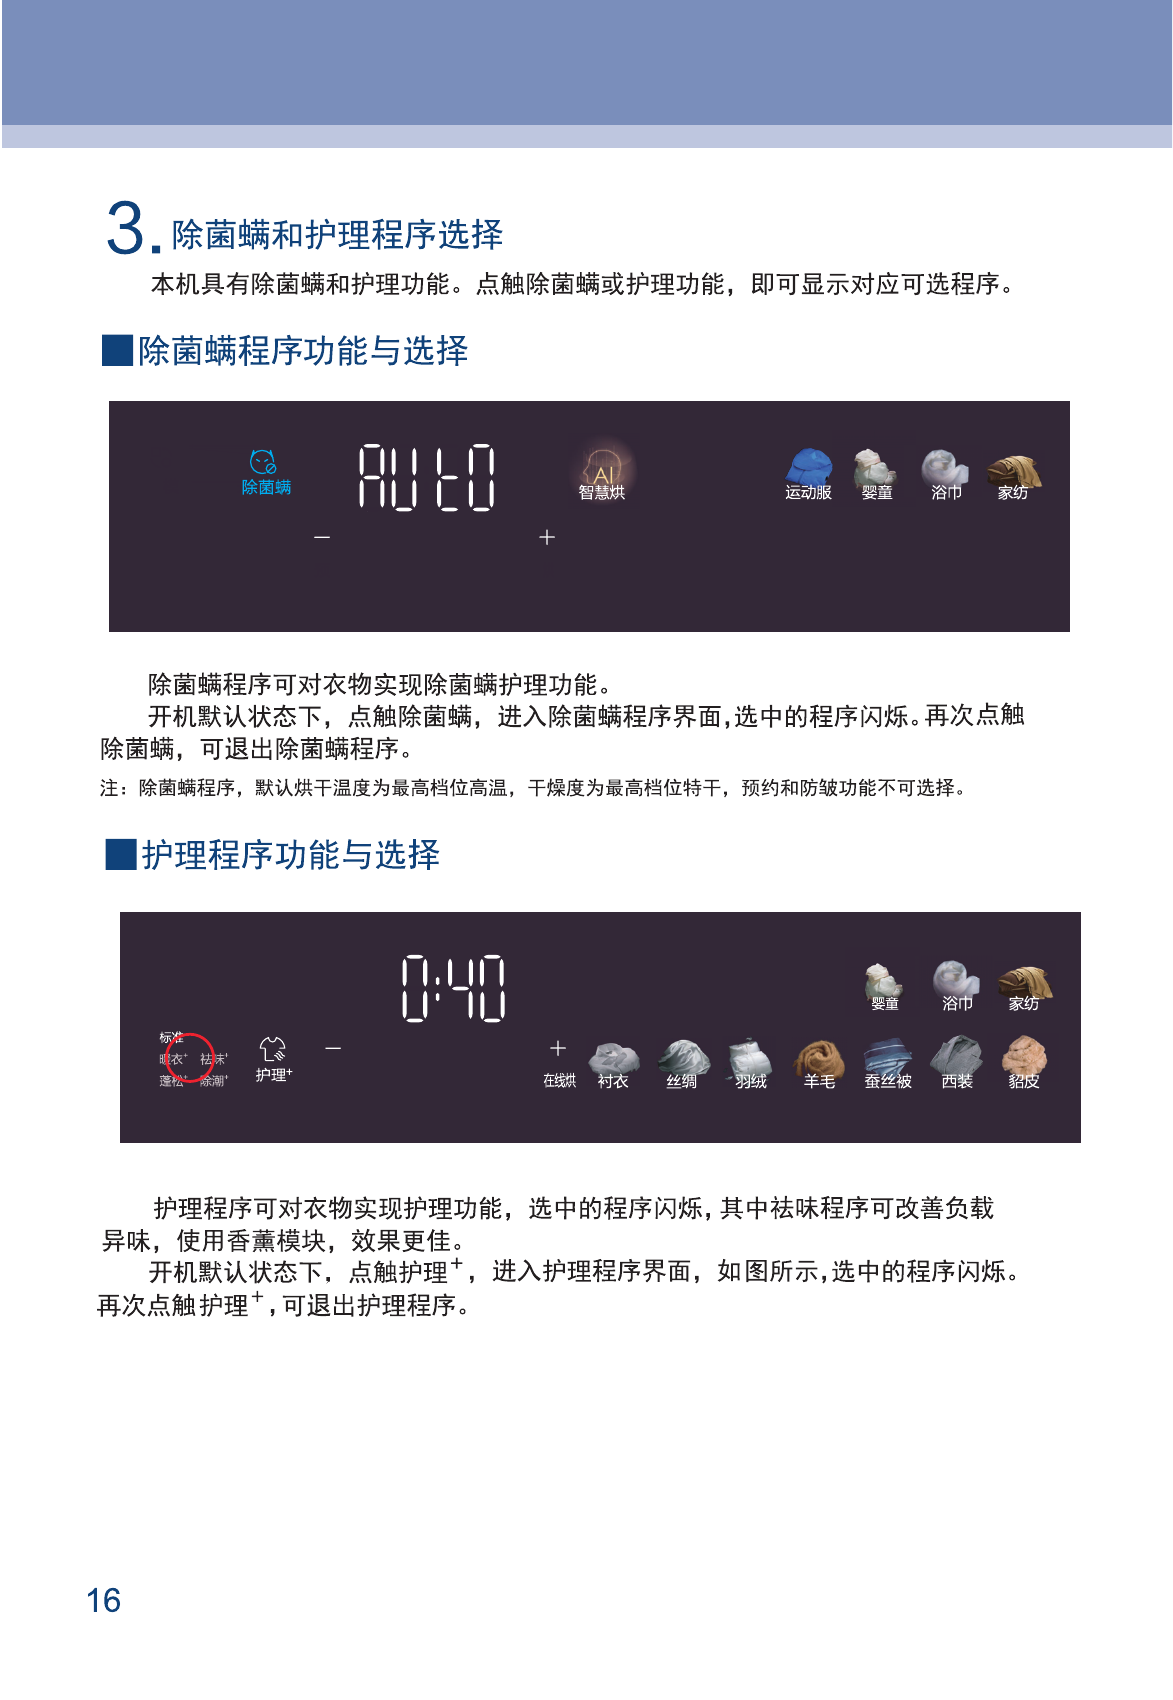 3.除菌螨和护理程序选择
本机具有除菌螨和护理功能。点触除菌螨或护理功能，即可显示对应可选程序。
■除菌螨程序功能与选择
AUtO
AI
除菌螨 智慧烘 运动服 婴童 浴巾 家纺
− +
除菌螨程序可对衣物实现除菌螨护理功能。
开机默认状态下，点触除菌螨，进入除菌螨程序界面,选中的程序闪烁。再次点触
除菌螨，可退出除菌螨程序。
注：除菌螨程序，默认烘干温度为最高档位高温，干燥度为最高档位特干，预约和防皱功能不可选择。
■护理程序功能与选择
0:40
婴童 浴巾 家纺
标准
暖衣+ 祛味+
− +
护理+
蓬松+ 除潮+ 在线烘 衬衣 丝绸 羽绒 羊毛 蚕丝被 西装 貂皮
护理程序可对衣物实现护理功能，选中的程序闪烁,其中祛味程序可改善负载
异味，使用香薰模块，效果更佳。
开机默认状态下，点触护理+，进入护理程序界面，如图所示,选中的程序闪烁。
再次点触护理+,可退出护理程序。
16